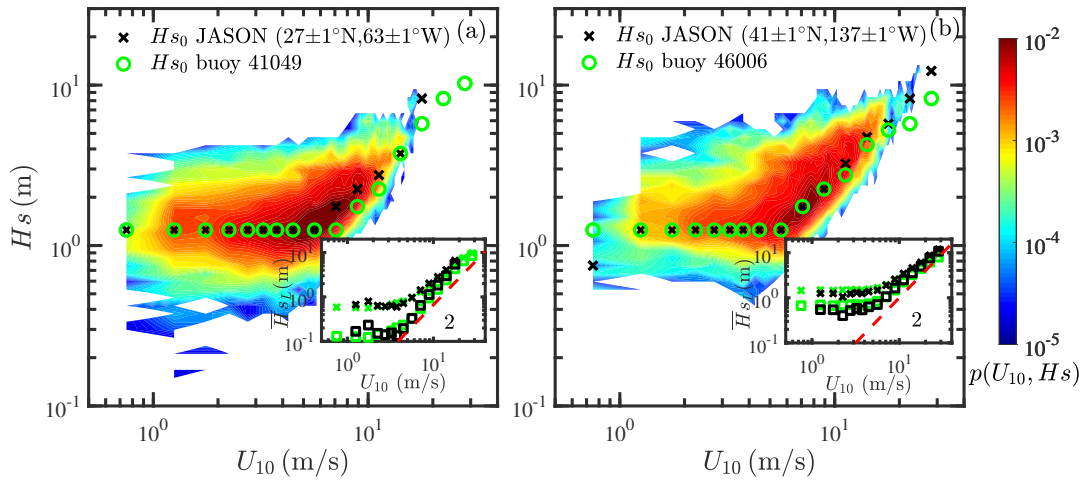 × Hs₀ JASON (27±1°N,63±1°W) (a)
○ Hs₀ buoy 41049
10¹
10⁰
10⁻¹
Hs (m)
10⁰ 10¹
U₁₀ (m/s)
10¹
10⁰
10⁻¹
H̅s̅_L (m)
2
10⁰ 10¹
U₁₀ (m/s)
× Hs₀ JASON (41±1°N,137±1°W) (b)
○ Hs₀ buoy 46006
10¹
10⁰
10⁻¹
10⁰ 10¹
U₁₀ (m/s)
10¹
10⁰
10⁻¹
H̅s̅_L (m)
2
10⁰ 10¹
U₁₀ (m/s)
10⁻²
10⁻³
10⁻⁴
10⁻⁵
p(U₁₀, Hs)